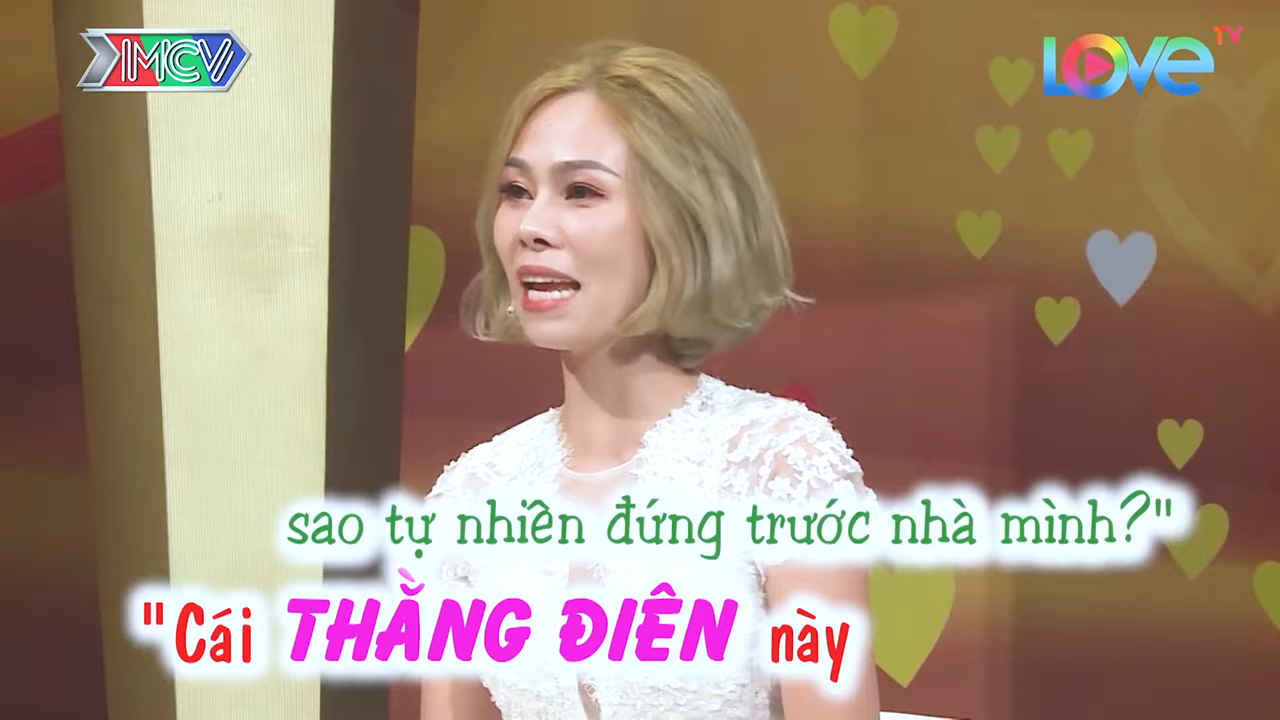 MCV
LOVE TV
sao tự nhiên đứng trước nhà mình?"
"Cái THẰNG ĐIÊN này